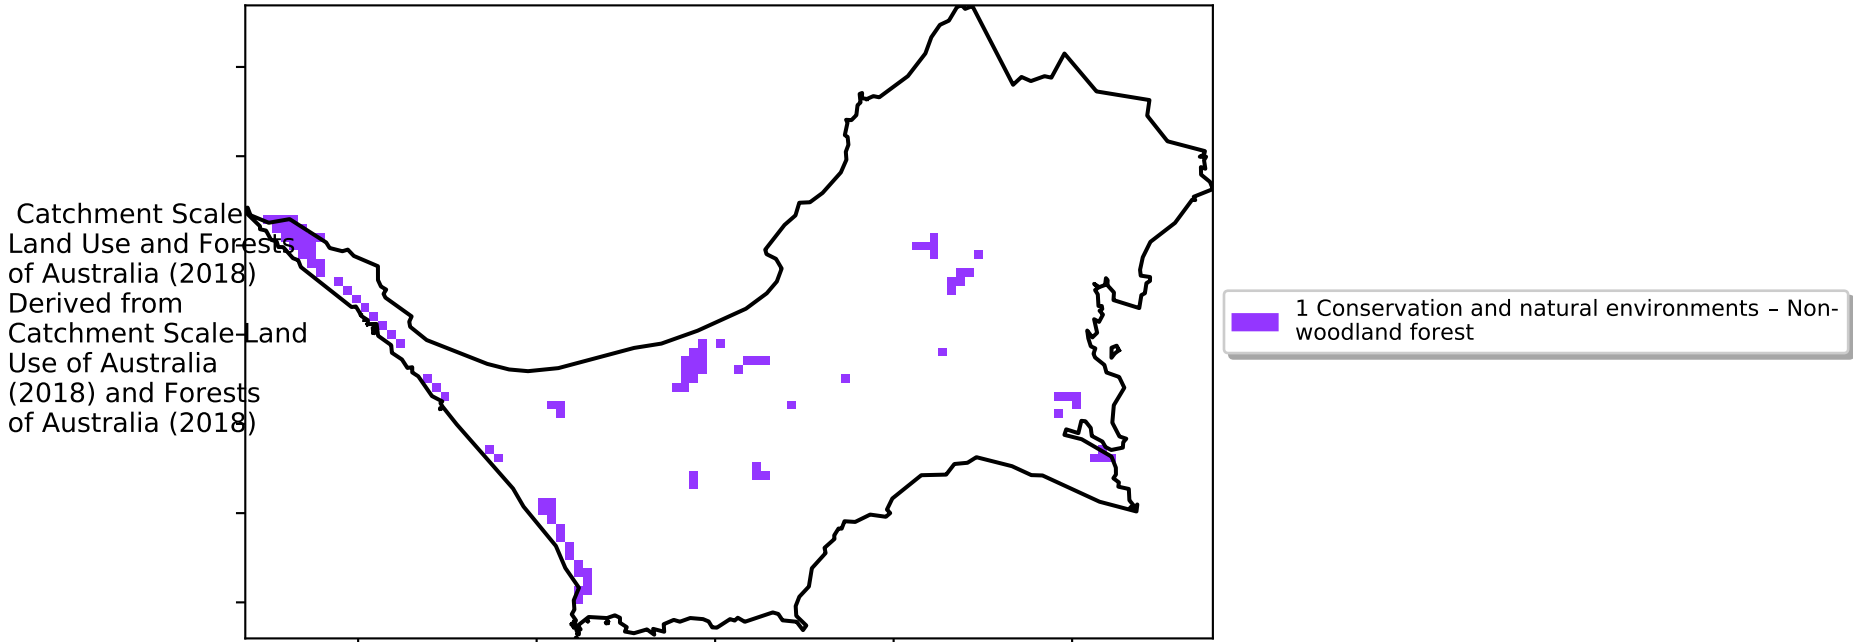 Catchment Scale
Land Use and Forests
of Australia (2018)
Derived from
Catchment Scale Land
Use of Australia
(2018) and Forests
of Australia (2018)
1 Conservation and natural environments – Non-
woodland forest